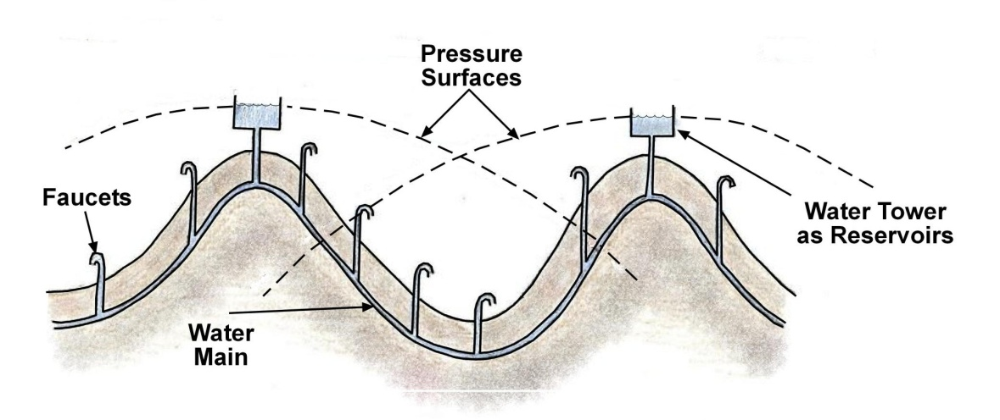 Pressure
Surfaces
Faucets
Water Tower
as Reservoirs
Water
Main